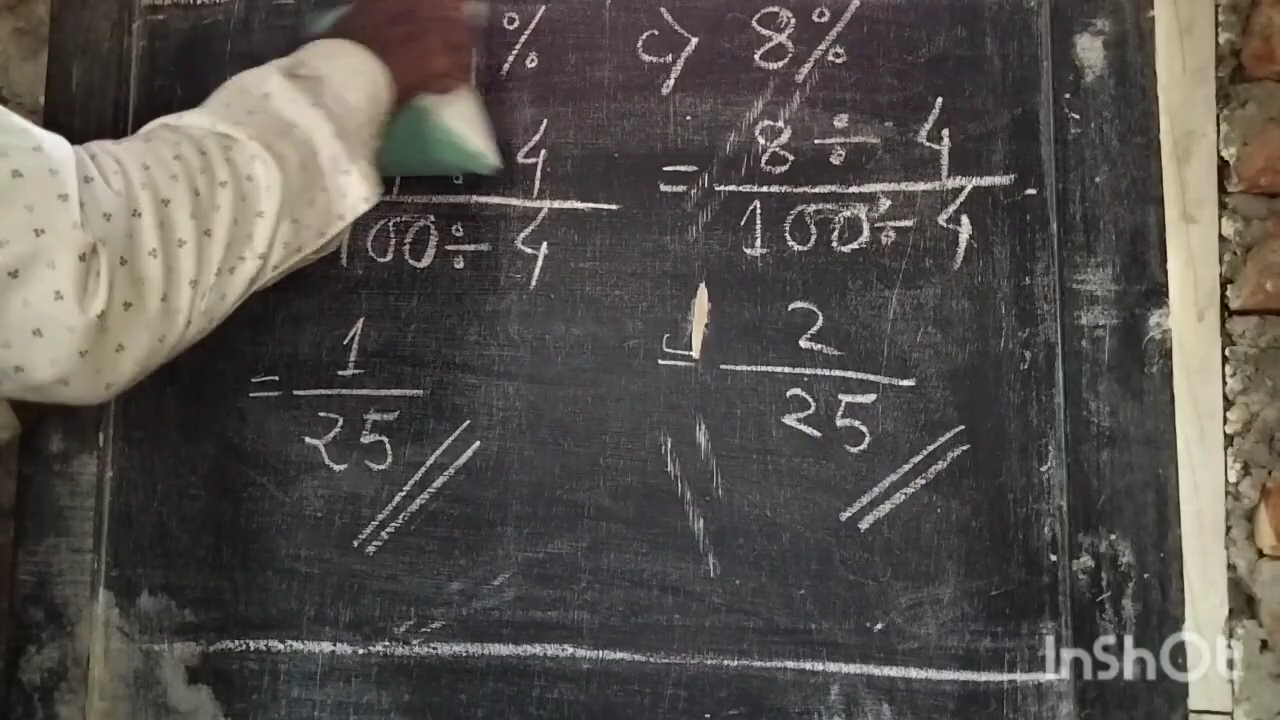 %
÷ 4
100 ÷ 4
= 1
25
c) 8%
= 8 ÷ 4
100 ÷ 4
= 2
25
InShOt